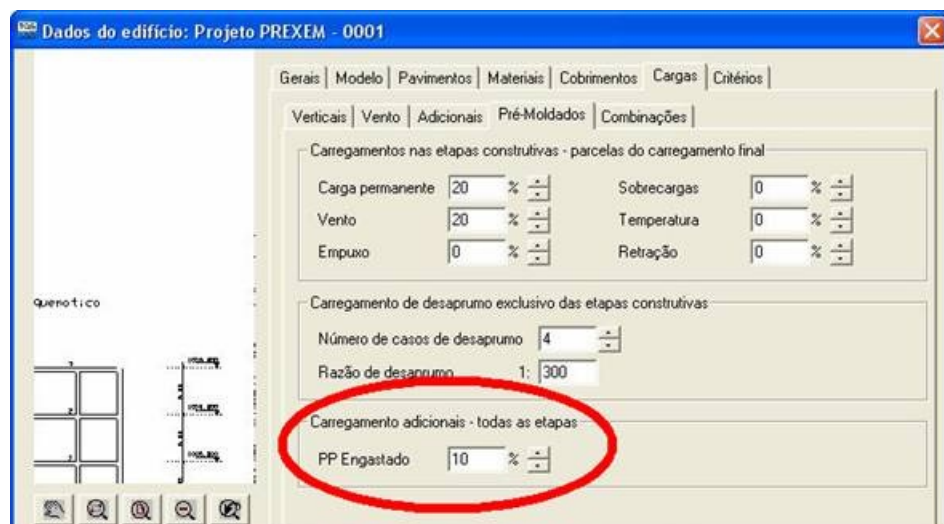 Dados do edifício: Projeto PREXEM - 0001
Gerais Modelo Pavimentos Materiais Cobrimentos Cargas Critérios
Verticais Vento Adicionais Pré-Moldados Combinações
Carregamentos nas etapas construtivas - parcelas do carregamento final
Carga permanente 20 % Sobrecargas 0 %
Vento 20 % Temperatura 0 %
Empuxo 0 % Retração 0 %
Carregamento de desaprumo exclusivo das etapas construtivas
Número de casos de desaprumo 4
Razão de desaprumo 1: 300
Carregamento adicionais - todas as etapas
PP Engastado 10 %